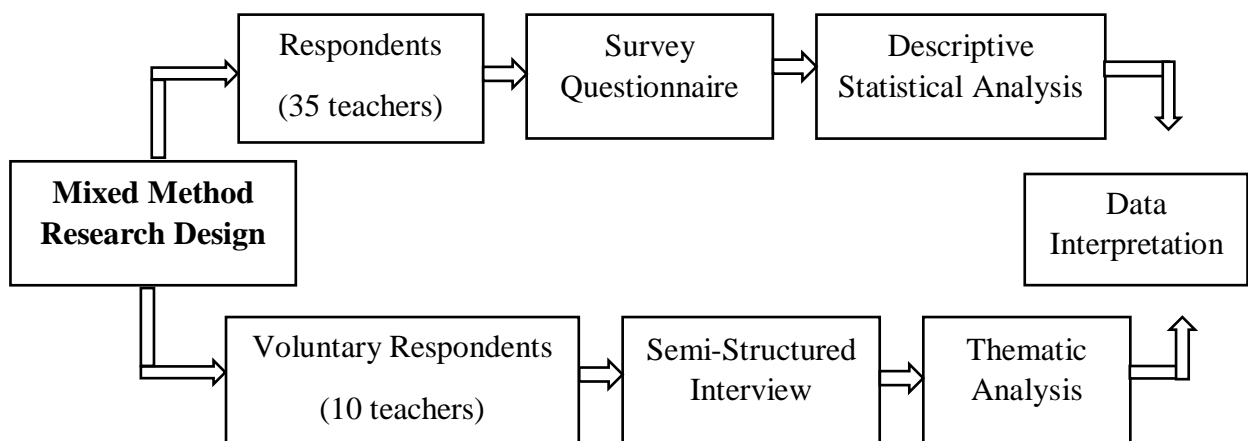 Respondents
(35 teachers)
Survey
Questionnaire
Descriptive
Statistical Analysis
Mixed Method
Research Design
Data
Interpretation
Voluntary Respondents
(10 teachers)
Semi-Structured
Interview
Thematic
Analysis